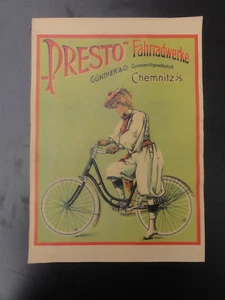 "PRESTO" Fahrradwerke
GÜNTHER & Co Commanditgesellschaft
Chemnitz i/S.